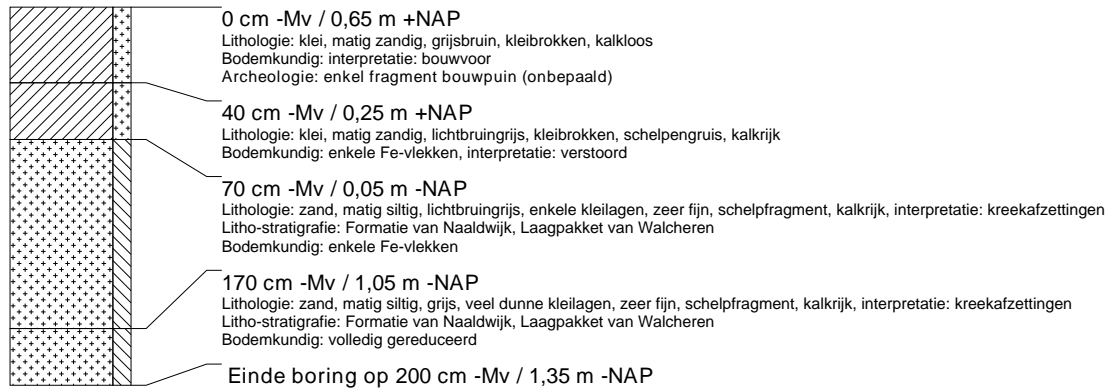 0 cm -Mv / 0,65 m +NAP
Lithologie: klei, matig zandig, grijsbruin, kleibrokken, kalkloos
Bodemkundig: interpretatie: bouwvoor
Archeologie: enkel fragment bouwpuin (onbepaald)
40 cm -Mv / 0,25 m +NAP
Lithologie: klei, matig zandig, lichtbruingrijs, kleibrokken, schelpengruis, kalkrijk
Bodemkundig: enkele Fe-vlekken, interpretatie: verstoord
70 cm -Mv / 0,05 m -NAP
Lithologie: zand, matig siltig, lichtbruingrijs, enkele kleilagen, zeer fijn, schelpfragment, kalkrijk, interpretatie: kreekafzettingen
Litho-stratigrafie: Formatie van Naaldwijk, Laagpakket van Walcheren
Bodemkundig: enkele Fe-vlekken
170 cm -Mv / 1,05 m -NAP
Lithologie: zand, matig siltig, grijs, veel dunne kleilagen, zeer fijn, schelpfragment, kalkrijk, interpretatie: kreekafzettingen
Litho-stratigrafie: Formatie van Naaldwijk, Laagpakket van Walcheren
Bodemkundig: volledig gereduceerd
Einde boring op 200 cm -Mv / 1,35 m -NAP